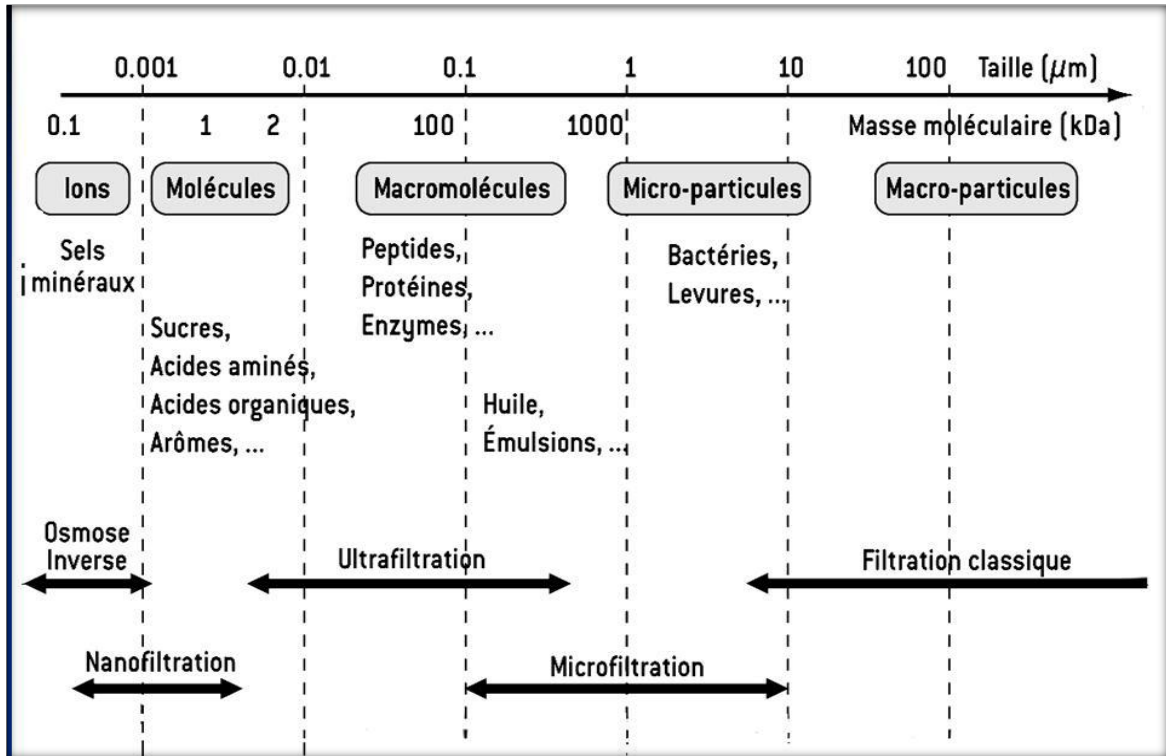 0.001 0.01 0.1 1 10 100 Taille (µm)
0.1 1 2 100 1000 Masse moléculaire (kDa)
Ions Molécules Macromolécules Micro-particules Macro-particules
Sels
minéraux
Peptides,
Protéines,
Enzymes, ...
Bactéries,
Levures, ...
Sucres,
Acides aminés,
Acides organiques,
Arômes, ...
Huile,
Émulsions, ...
Osmose
Inverse
Ultrafiltration
Filtration classique
Nanofiltration
Microfiltration